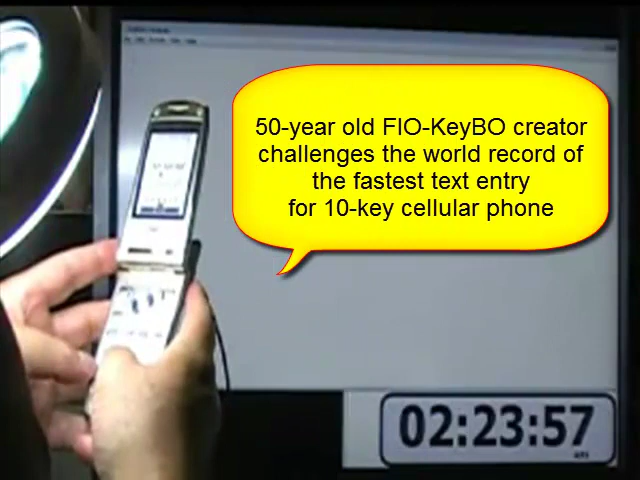 50-year old FIO-KeyBO creator
challenges the world record of
the fastest text entry
for 10-key cellular phone
02:23:57